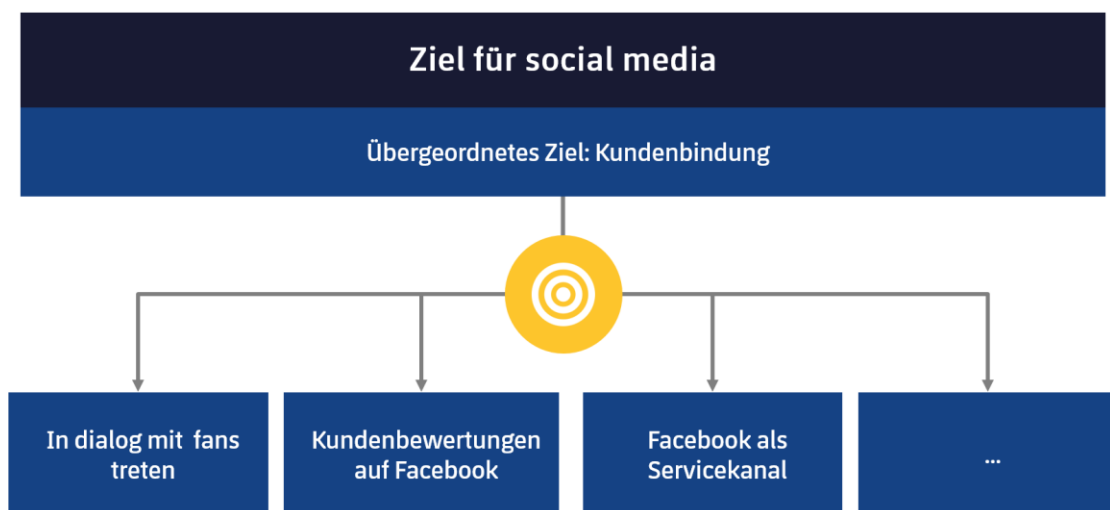 Ziel für social media
Übergeordnetes Ziel: Kundenbindung
In dialog mit fans
treten
Kundenbewertungen
auf Facebook
Facebook als
Servicekanal
...